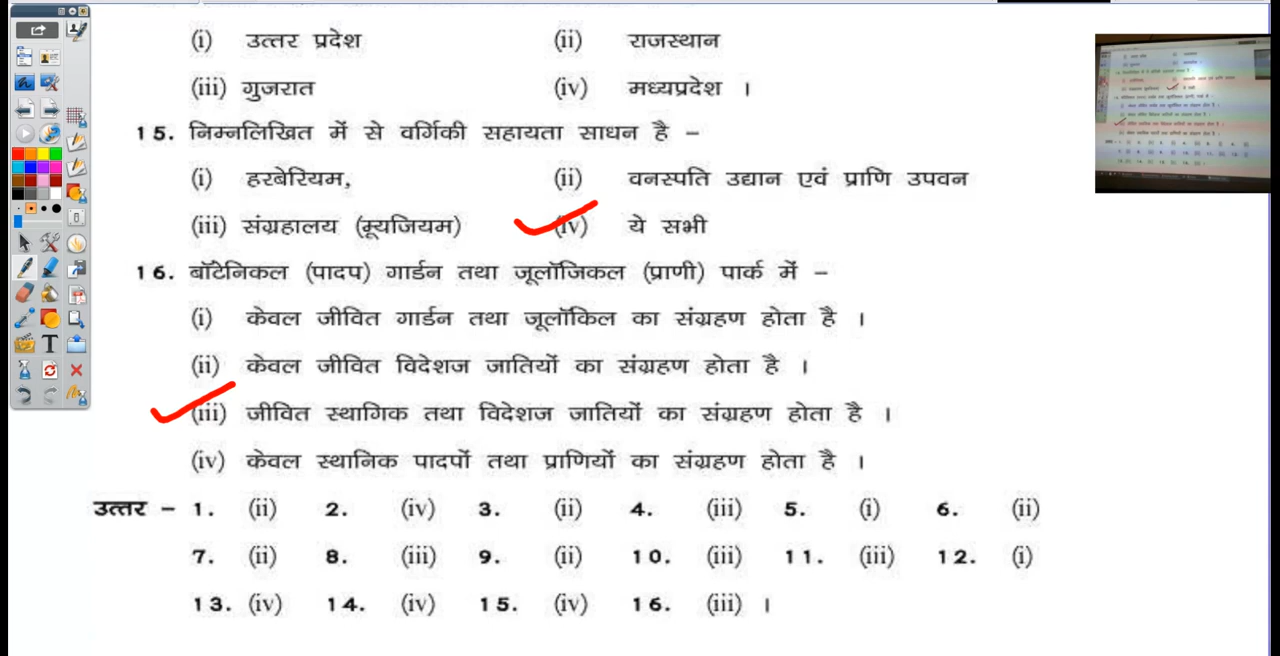 (i) उत्तर प्रदेश (ii) राजस्थान
(iii) गुजरात (iv) मध्यप्रदेश ।
15. निम्नलिखित में से वर्गिकी सहायता साधन है –
(i) हरबेरियम, (ii) वनस्पति उद्यान एवं प्राणि उपवन
(iii) संग्रहालय (म्यूजियम) (iv) ये सभी
16. बॉटेनिकल (पादप) गार्डन तथा जूलॉजिकल (प्राणी) पार्क में –
(i) केवल जीवित गार्डन तथा जूलॉकिल का संग्रहण होता है ।
(ii) केवल जीवित विदेशज जातियों का संग्रहण होता है ।
(iii) जीवित स्थागिक तथा विदेशज जातियों का संग्रहण होता है ।
(iv) केवल स्थानिक पादपों तथा प्राणियों का संग्रहण होता है ।
उत्तर – 1. (ii) 2. (iv) 3. (ii) 4. (iii) 5. (i) 6. (ii)
7. (ii) 8. (iii) 9. (ii) 10. (iii) 11. (iii) 12. (i)
13. (iv) 14. (iv) 15. (iv) 16. (iii) ।